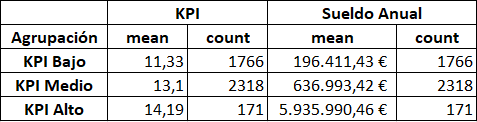 KPI Sueldo Anual
Agrupación mean count mean count
KPI Bajo 11,33 1766 196.411,43 € 1766
KPI Medio 13,1 2318 636.993,42 € 2318
KPI Alto 14,19 171 5.935.990,46 € 171